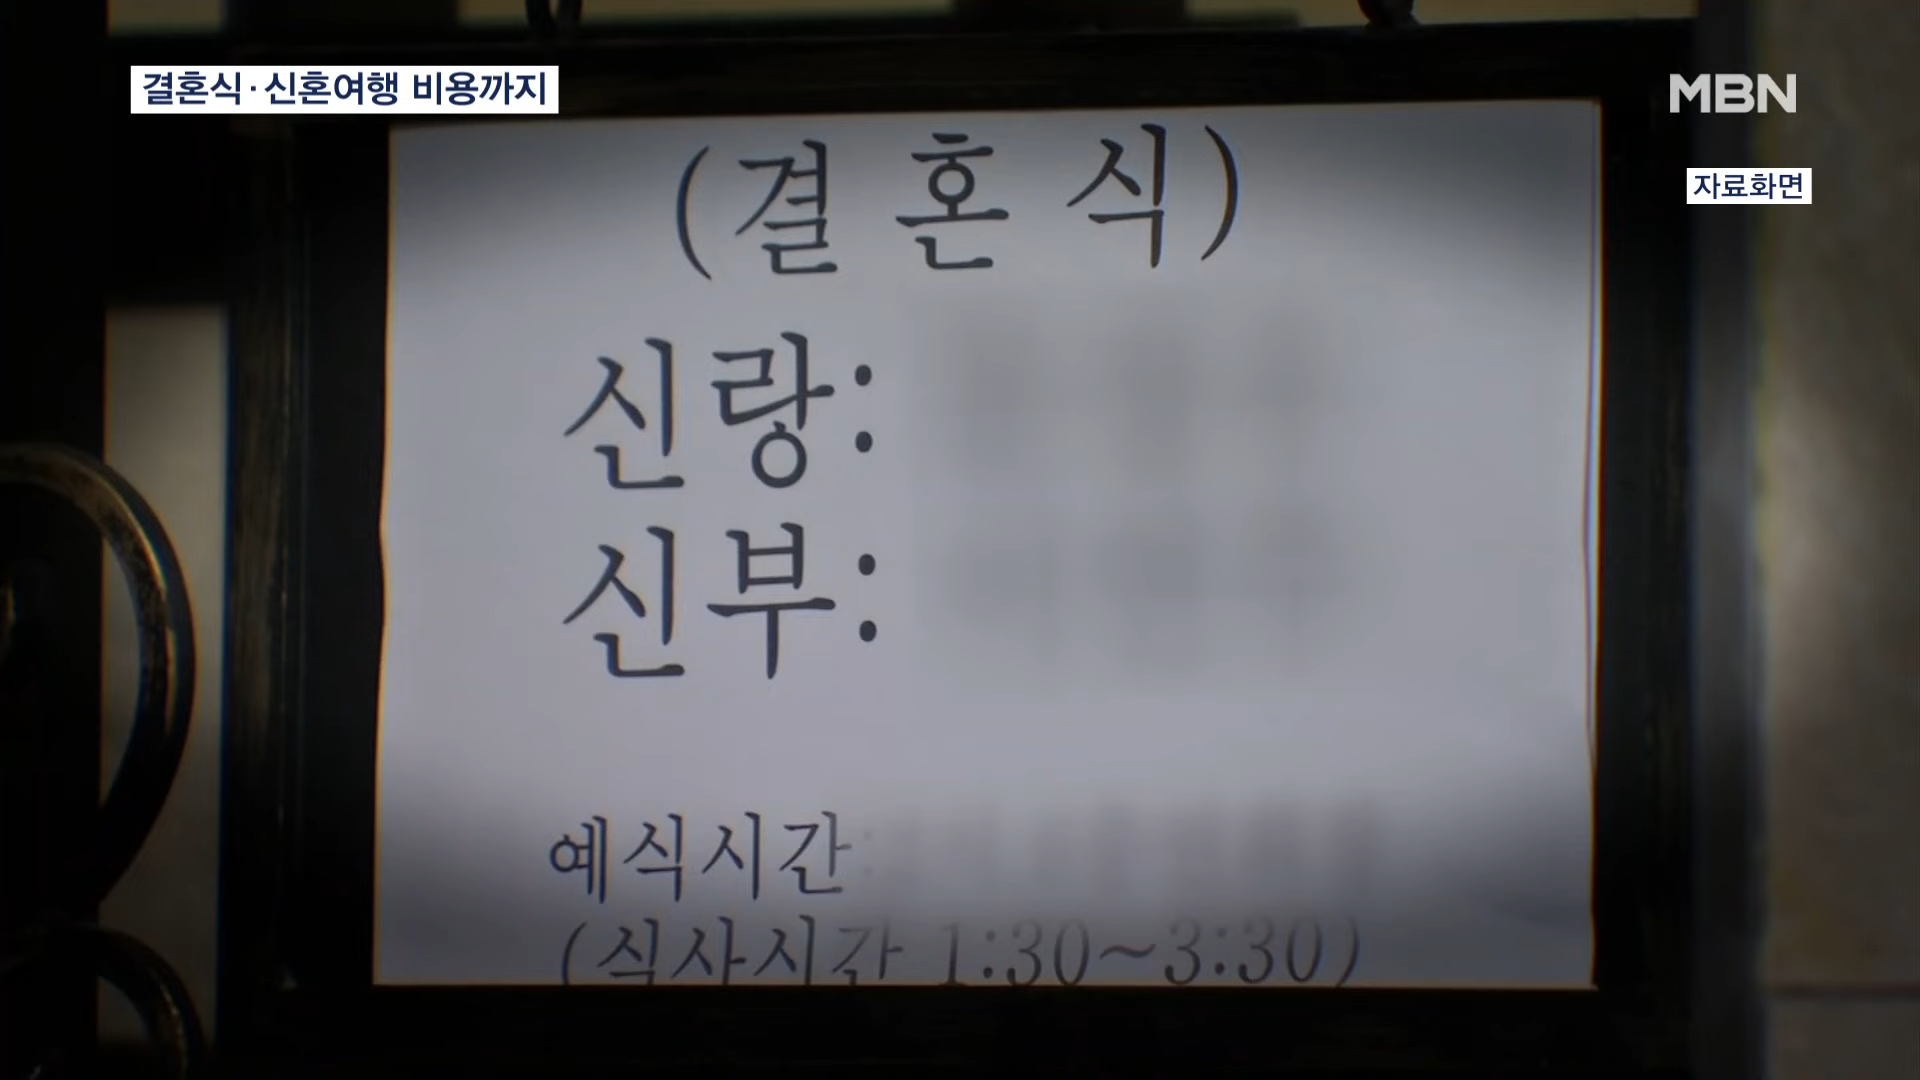 결혼식·신혼여행 비용까지
MBN
자료화면
(결 혼 식)
신랑:
신부:
예식시간:
(식사시간 1:30~3:30)